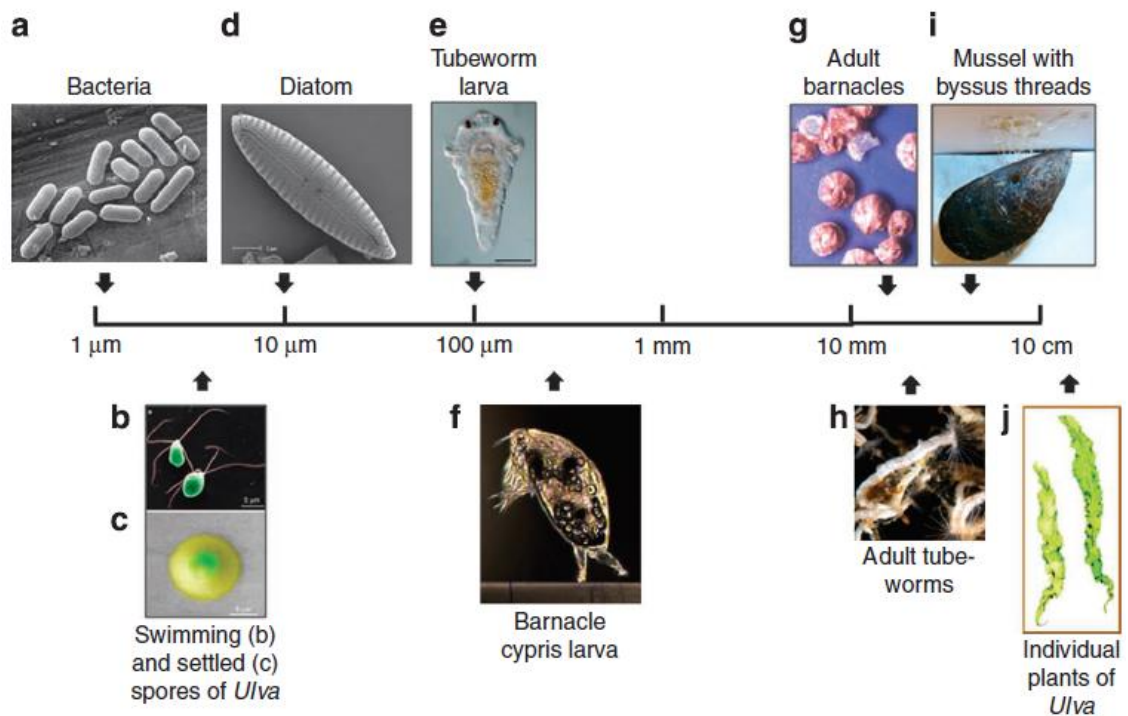 a
Bacteria
d
Diatom
e
Tubeworm
larva
g
Adult
barnacles
i
Mussel with
byssus threads
1 μm
10 μm
100 μm
1 mm
10 mm
10 cm
b
5 μm
c
Swimming (b)
and settled (c)
spores of Ulva
f
Barnacle
cypris larva
h
Adult tube-
worms
j
Individual
plants of
Ulva